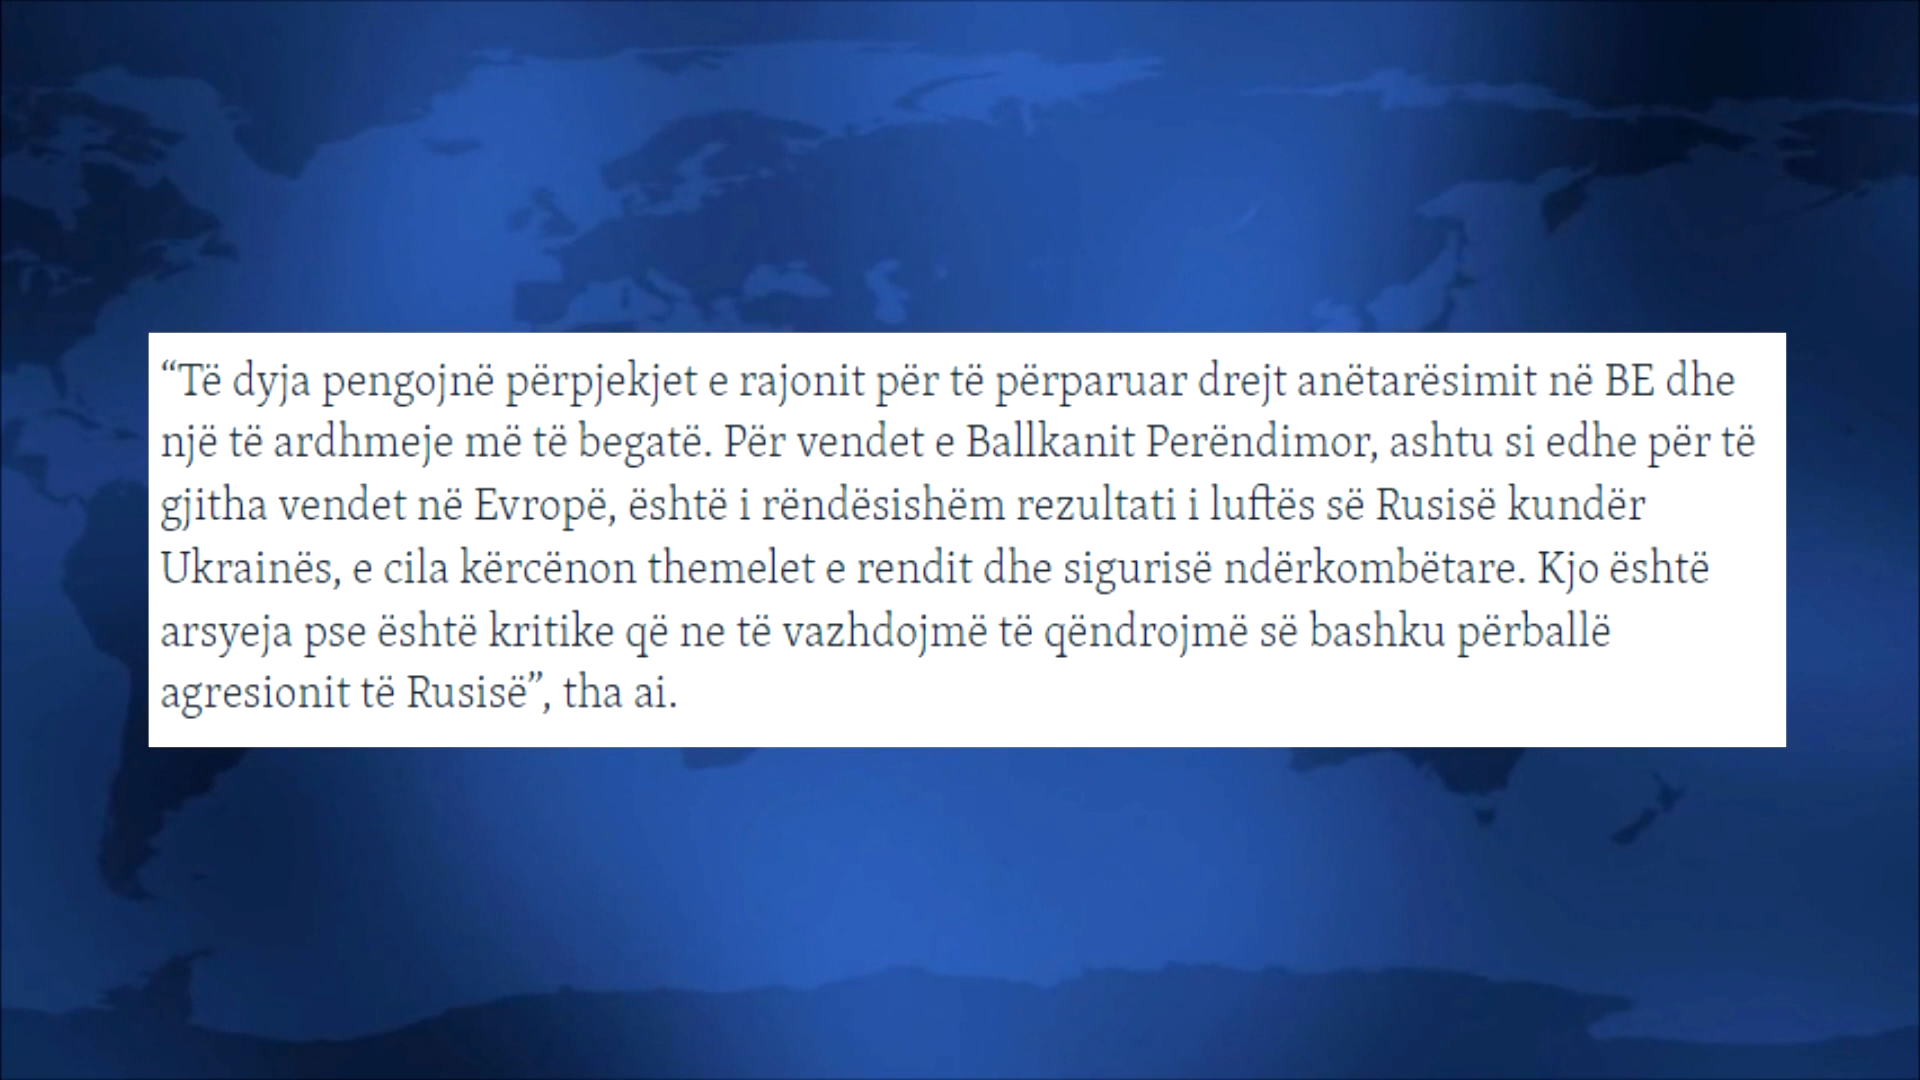 “Të dyja pengojnë përpjekjet e rajonit për të përparuar drejt anëtarësimit në BE dhe
një të ardhmeje më të begatë. Për vendet e Ballkanit Perëndimor, ashtu si edhe për të
gjitha vendet në Evropë, është i rëndësishëm rezultati i luftës së Rusisë kundër
Ukrainës, e cila kërcënon themelet e rendit dhe sigurisë ndërkombëtare. Kjo është
arsyeja pse është kritike që ne të vazhdojmë të qëndrojmë së bashku përballë
agresionit të Rusisë”, tha ai.